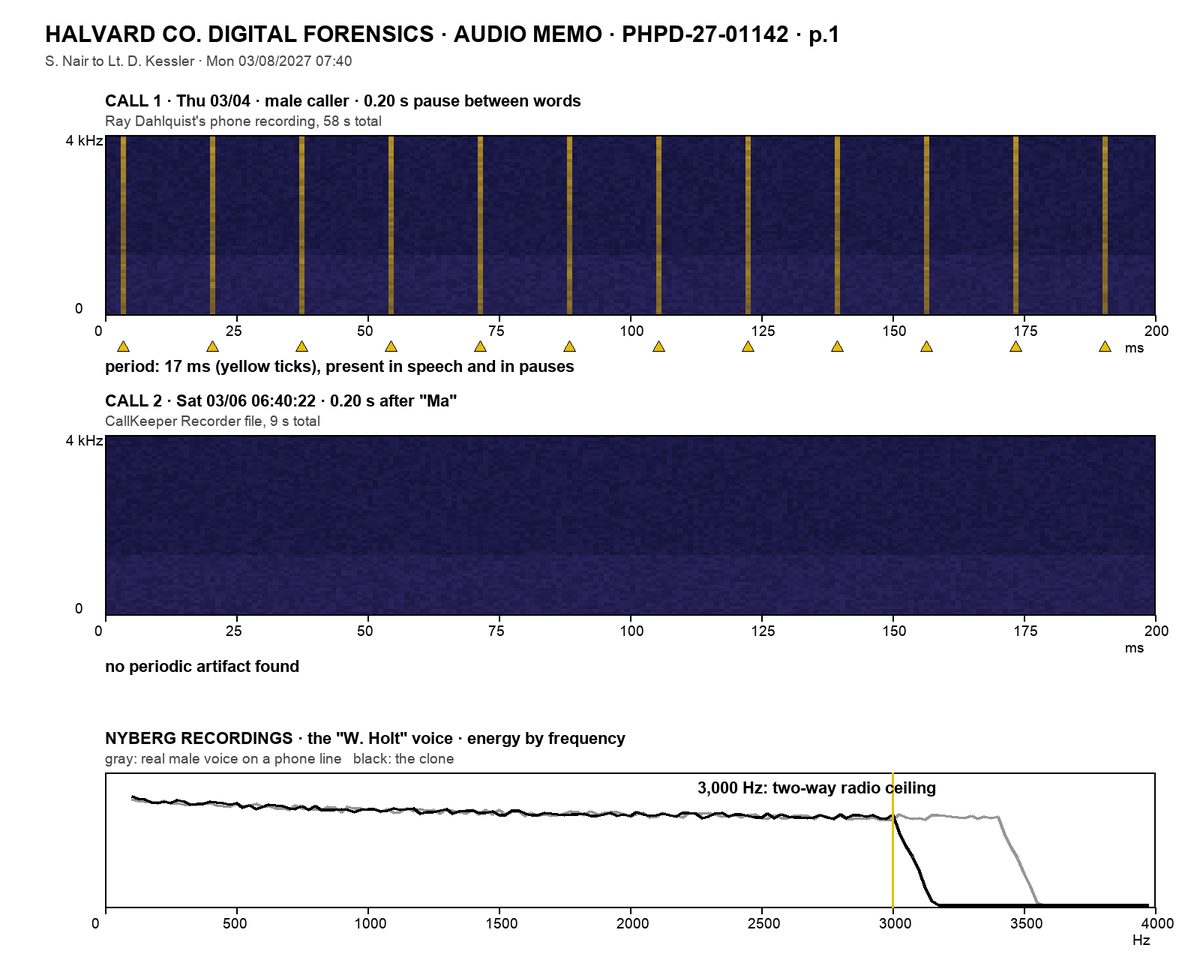 HALVARD CO. DIGITAL FORENSICS · AUDIO MEMO · PHPD-27-01142 · p.1
S. Nair to Lt. D. Kessler · Mon 03/08/2027 07:40
CALL 1 · Thu 03/04 · male caller · 0.20 s pause between words
Ray Dahlquist's phone recording, 58 s total
4 kHz
0
0 25 50 75 100 125 150 175 200
ms
period: 17 ms (yellow ticks), present in speech and in pauses
CALL 2 · Sat 03/06 06:40:22 · 0.20 s after "Ma"
CallKeeper Recorder file, 9 s total
4 kHz
0
0 25 50 75 100 125 150 175 200
ms
no periodic artifact found
NYBERG RECORDINGS · the "W. Holt" voice · energy by frequency
gray: real male voice on a phone line black: the clone
3,000 Hz: two-way radio ceiling
0 500 1000 1500 2000 2500 3000 3500 4000
Hz